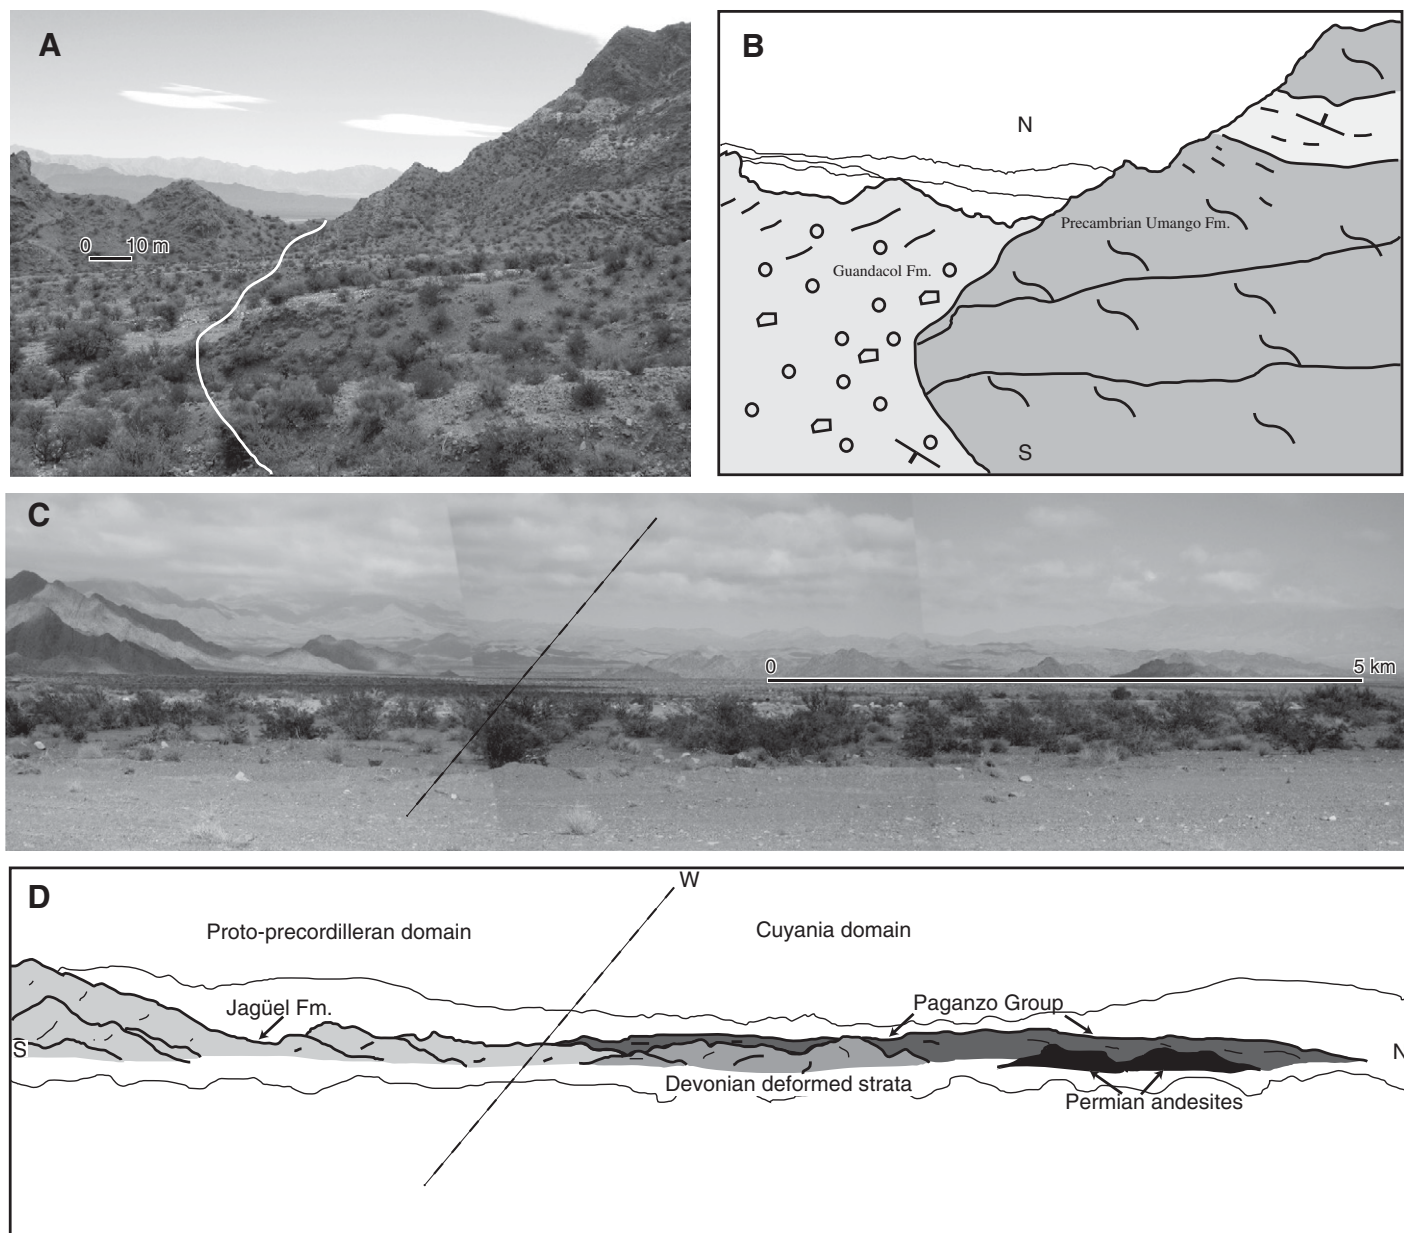 A
0 10 m
B
N
Precambrian Umango Fm.
Guandacol Fm.
S
C
0
5 km
D
W
Proto-precordilleran domain
Cuyania domain
Jagüel Fm.
Paganzo Group
S
N
Devonian deformed strata
Permian andesites